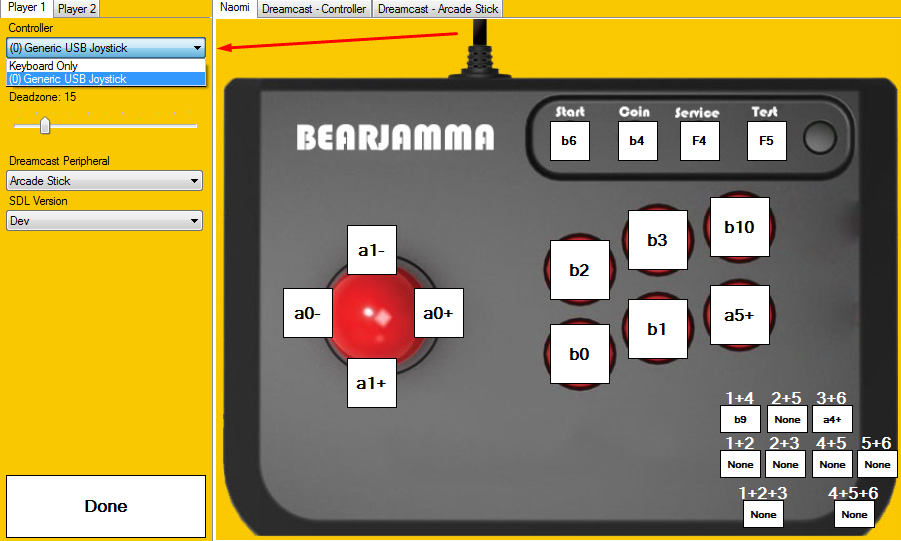 Player 1
Player 2
Controller
(0) Generic USB Joystick
Keyboard Only
(0) Generic USB Joystick
Deadzone: 15
Dreamcast Peripheral
Arcade Stick
SDL Version
Dev
Done
Naomi
Dreamcast - Controller
Dreamcast - Arcade Stick
BEARJAMMA
Start
Coin
Service
Test
b6
b4
F4
F5
a1-
a0-
a0+
a1+
b2
b3
b10
b0
b1
a5+
1+4
2+5
3+6
b9
None
a4+
1+2
2+3
4+5
5+6
None
None
None
None
1+2+3
4+5+6
None
None